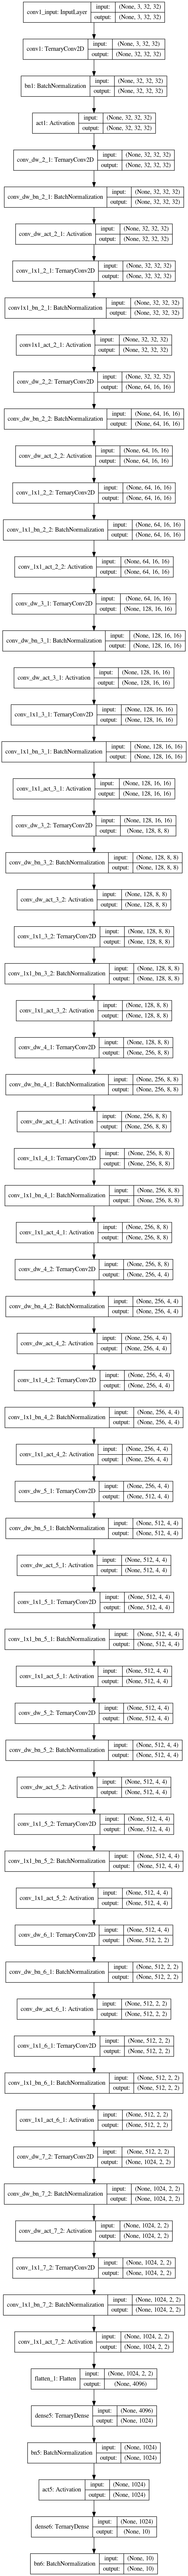 conv1_input: InputLayer
input: (None, 3, 32, 32)
output: (None, 3, 32, 32)
conv1: TernaryConv2D
input: (None, 3, 32, 32)
output: (None, 32, 32, 32)
bn1: BatchNormalization
input: (None, 32, 32, 32)
output: (None, 32, 32, 32)
act1: Activation
input: (None, 32, 32, 32)
output: (None, 32, 32, 32)
conv_dw_2_1: TernaryConv2D
input: (None, 32, 32, 32)
output: (None, 32, 32, 32)
conv_dw_bn_2_1: BatchNormalization
input: (None, 32, 32, 32)
output: (None, 32, 32, 32)
conv_dw_act_2_1: Activation
input: (None, 32, 32, 32)
output: (None, 32, 32, 32)
conv_1x1_2_1: TernaryConv2D
input: (None, 32, 32, 32)
output: (None, 32, 32, 32)
conv1x1_bn_2_1: BatchNormalization
input: (None, 32, 32, 32)
output: (None, 32, 32, 32)
conv1x1_act_2_1: Activation
input: (None, 32, 32, 32)
output: (None, 32, 32, 32)
conv_dw_2_2: TernaryConv2D
input: (None, 32, 32, 32)
output: (None, 64, 16, 16)
conv_dw_bn_2_2: BatchNormalization
input: (None, 64, 16, 16)
output: (None, 64, 16, 16)
conv_dw_act_2_2: Activation
input: (None, 64, 16, 16)
output: (None, 64, 16, 16)
conv_1x1_2_2: TernaryConv2D
input: (None, 64, 16, 16)
output: (None, 64, 16, 16)
conv_1x1_bn_2_2: BatchNormalization
input: (None, 64, 16, 16)
output: (None, 64, 16, 16)
conv_1x1_act_2_2: Activation
input: (None, 64, 16, 16)
output: (None, 64, 16, 16)
conv_dw_3_1: TernaryConv2D
input: (None, 64, 16, 16)
output: (None, 128, 16, 16)
conv_dw_bn_3_1: BatchNormalization
input: (None, 128, 16, 16)
output: (None, 128, 16, 16)
conv_dw_act_3_1: Activation
input: (None, 128, 16, 16)
output: (None, 128, 16, 16)
conv_1x1_3_1: TernaryConv2D
input: (None, 128, 16, 16)
output: (None, 128, 16, 16)
conv_1x1_bn_3_1: BatchNormalization
input: (None, 128, 16, 16)
output: (None, 128, 16, 16)
conv_1x1_act_3_1: Activation
input: (None, 128, 16, 16)
output: (None, 128, 16, 16)
conv_dw_3_2: TernaryConv2D
input: (None, 128, 16, 16)
output: (None, 128, 8, 8)
conv_dw_bn_3_2: BatchNormalization
input: (None, 128, 8, 8)
output: (None, 128, 8, 8)
conv_dw_act_3_2: Activation
input: (None, 128, 8, 8)
output: (None, 128, 8, 8)
conv_1x1_3_2: TernaryConv2D
input: (None, 128, 8, 8)
output: (None, 128, 8, 8)
conv_1x1_bn_3_2: BatchNormalization
input: (None, 128, 8, 8)
output: (None, 128, 8, 8)
conv_1x1_act_3_2: Activation
input: (None, 128, 8, 8)
output: (None, 128, 8, 8)
conv_dw_4_1: TernaryConv2D
input: (None, 128, 8, 8)
output: (None, 256, 8, 8)
conv_dw_bn_4_1: BatchNormalization
input: (None, 256, 8, 8)
output: (None, 256, 8, 8)
conv_dw_act_4_1: Activation
input: (None, 256, 8, 8)
output: (None, 256, 8, 8)
conv_1x1_4_1: TernaryConv2D
input: (None, 256, 8, 8)
output: (None, 256, 8, 8)
conv_1x1_bn_4_1: BatchNormalization
input: (None, 256, 8, 8)
output: (None, 256, 8, 8)
conv_1x1_act_4_1: Activation
input: (None, 256, 8, 8)
output: (None, 256, 8, 8)
conv_dw_4_2: TernaryConv2D
input: (None, 256, 8, 8)
output: (None, 256, 4, 4)
conv_dw_bn_4_2: BatchNormalization
input: (None, 256, 4, 4)
output: (None, 256, 4, 4)
conv_dw_act_4_2: Activation
input: (None, 256, 4, 4)
output: (None, 256, 4, 4)
conv_1x1_4_2: TernaryConv2D
input: (None, 256, 4, 4)
output: (None, 256, 4, 4)
conv_1x1_bn_4_2: BatchNormalization
input: (None, 256, 4, 4)
output: (None, 256, 4, 4)
conv_1x1_act_4_2: Activation
input: (None, 256, 4, 4)
output: (None, 256, 4, 4)
conv_dw_5_1: TernaryConv2D
input: (None, 256, 4, 4)
output: (None, 512, 4, 4)
conv_dw_bn_5_1: BatchNormalization
input: (None, 512, 4, 4)
output: (None, 512, 4, 4)
conv_dw_act_5_1: Activation
input: (None, 512, 4, 4)
output: (None, 512, 4, 4)
conv_1x1_5_1: TernaryConv2D
input: (None, 512, 4, 4)
output: (None, 512, 4, 4)
conv_1x1_bn_5_1: BatchNormalization
input: (None, 512, 4, 4)
output: (None, 512, 4, 4)
conv_1x1_act_5_1: Activation
input: (None, 512, 4, 4)
output: (None, 512, 4, 4)
conv_dw_5_2: TernaryConv2D
input: (None, 512, 4, 4)
output: (None, 512, 4, 4)
conv_dw_bn_5_2: BatchNormalization
input: (None, 512, 4, 4)
output: (None, 512, 4, 4)
conv_dw_act_5_2: Activation
input: (None, 512, 4, 4)
output: (None, 512, 4, 4)
conv_1x1_5_2: TernaryConv2D
input: (None, 512, 4, 4)
output: (None, 512, 4, 4)
conv_1x1_bn_5_2: BatchNormalization
input: (None, 512, 4, 4)
output: (None, 512, 4, 4)
conv_1x1_act_5_2: Activation
input: (None, 512, 4, 4)
output: (None, 512, 4, 4)
conv_dw_6_1: TernaryConv2D
input: (None, 512, 4, 4)
output: (None, 512, 2, 2)
conv_dw_bn_6_1: BatchNormalization
input: (None, 512, 2, 2)
output: (None, 512, 2, 2)
conv_dw_act_6_1: Activation
input: (None, 512, 2, 2)
output: (None, 512, 2, 2)
conv_1x1_6_1: TernaryConv2D
input: (None, 512, 2, 2)
output: (None, 512, 2, 2)
conv_1x1_bn_6_1: BatchNormalization
input: (None, 512, 2, 2)
output: (None, 512, 2, 2)
conv_1x1_act_6_1: Activation
input: (None, 512, 2, 2)
output: (None, 512, 2, 2)
conv_dw_7_2: TernaryConv2D
input: (None, 512, 2, 2)
output: (None, 1024, 2, 2)
conv_dw_bn_7_2: BatchNormalization
input: (None, 1024, 2, 2)
output: (None, 1024, 2, 2)
conv_dw_act_7_2: Activation
input: (None, 1024, 2, 2)
output: (None, 1024, 2, 2)
conv_1x1_7_2: TernaryConv2D
input: (None, 1024, 2, 2)
output: (None, 1024, 2, 2)
conv_1x1_bn_7_2: BatchNormalization
input: (None, 1024, 2, 2)
output: (None, 1024, 2, 2)
conv_1x1_act_7_2: Activation
input: (None, 1024, 2, 2)
output: (None, 1024, 2, 2)
flatten_1: Flatten
input: (None, 1024, 2, 2)
output: (None, 4096)
dense5: TernaryDense
input: (None, 4096)
output: (None, 1024)
bn5: BatchNormalization
input: (None, 1024)
output: (None, 1024)
act5: Activation
input: (None, 1024)
output: (None, 1024)
dense6: TernaryDense
input: (None, 1024)
output: (None, 10)
bn6: BatchNormalization
input: (None, 10)
output: (None, 10)